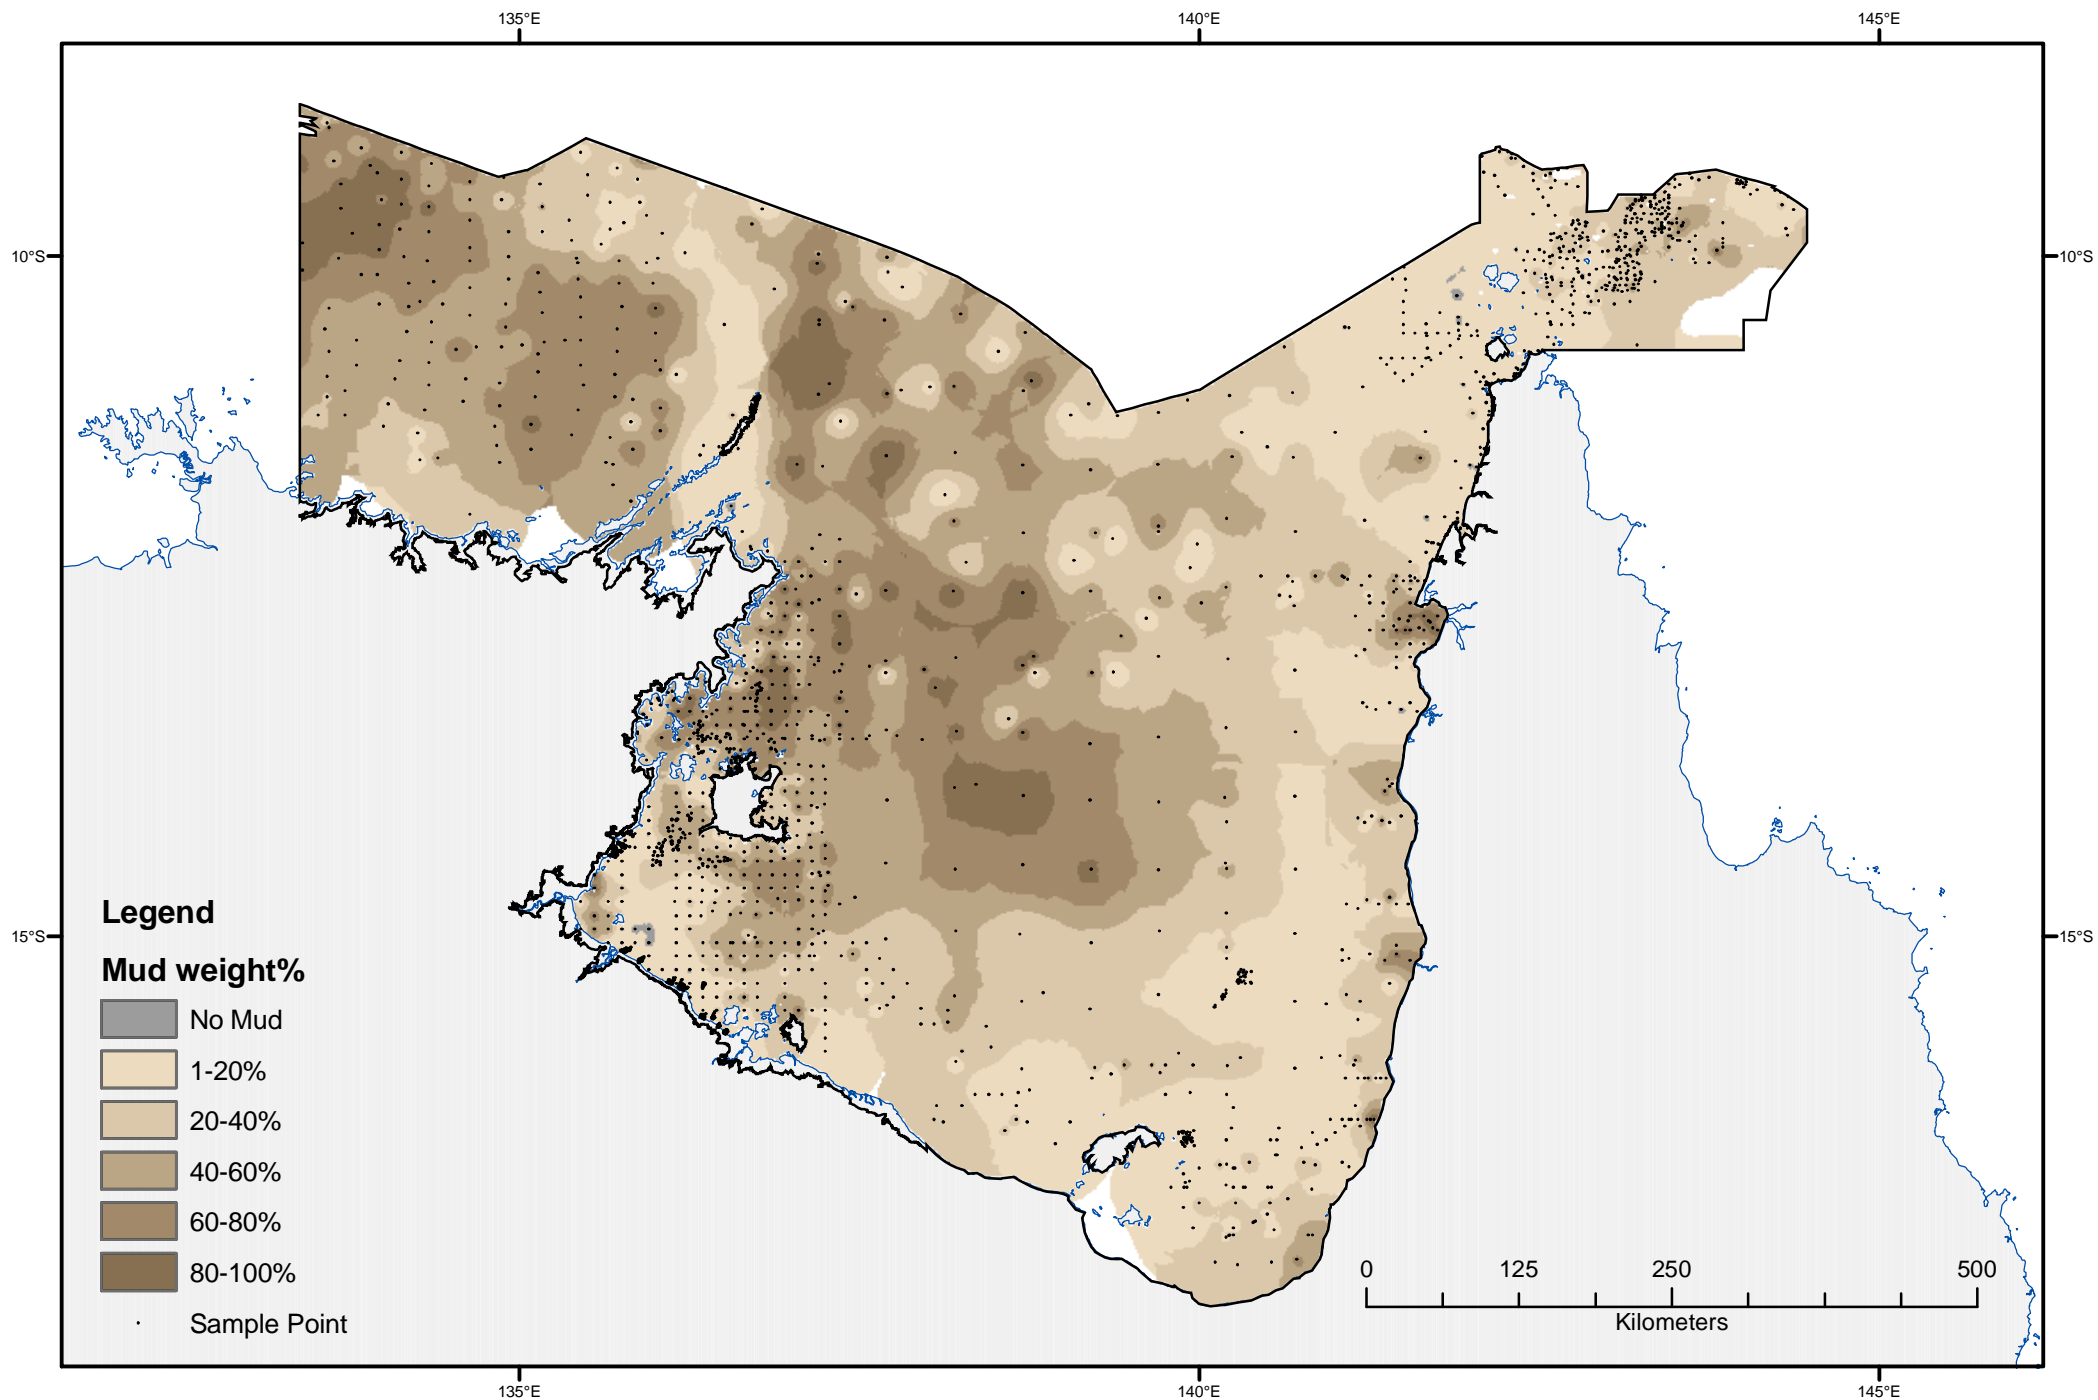 135°E 140°E 145°E
10°S 10°S
15°S 15°S
Legend
Mud weight%
No Mud
1-20%
20-40%
40-60%
60-80%
80-100%
Sample Point
0 125 250 500
Kilometers
135°E 140°E 145°E